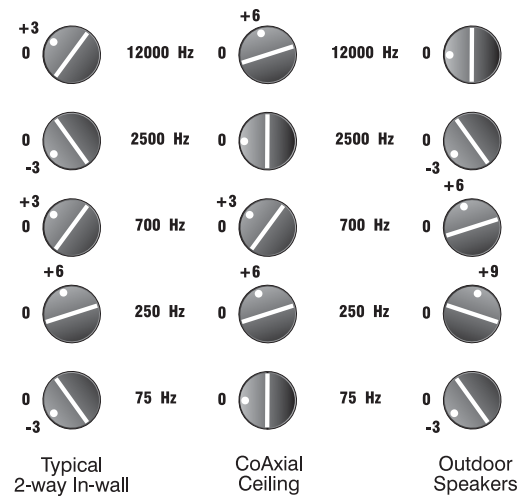 +6
+3
0 12000 Hz 0 12000 Hz 0
0 2500 Hz 0 2500 Hz 0
-3 -3
+3 +3 +6
0 700 Hz 0 700 Hz 0
+6 +6 +9
0 250 Hz 0 250 Hz 0
0 75 Hz 0 75 Hz 0
-3 -3
Typical CoAxial Outdoor
2-way In-wall Ceiling Speakers